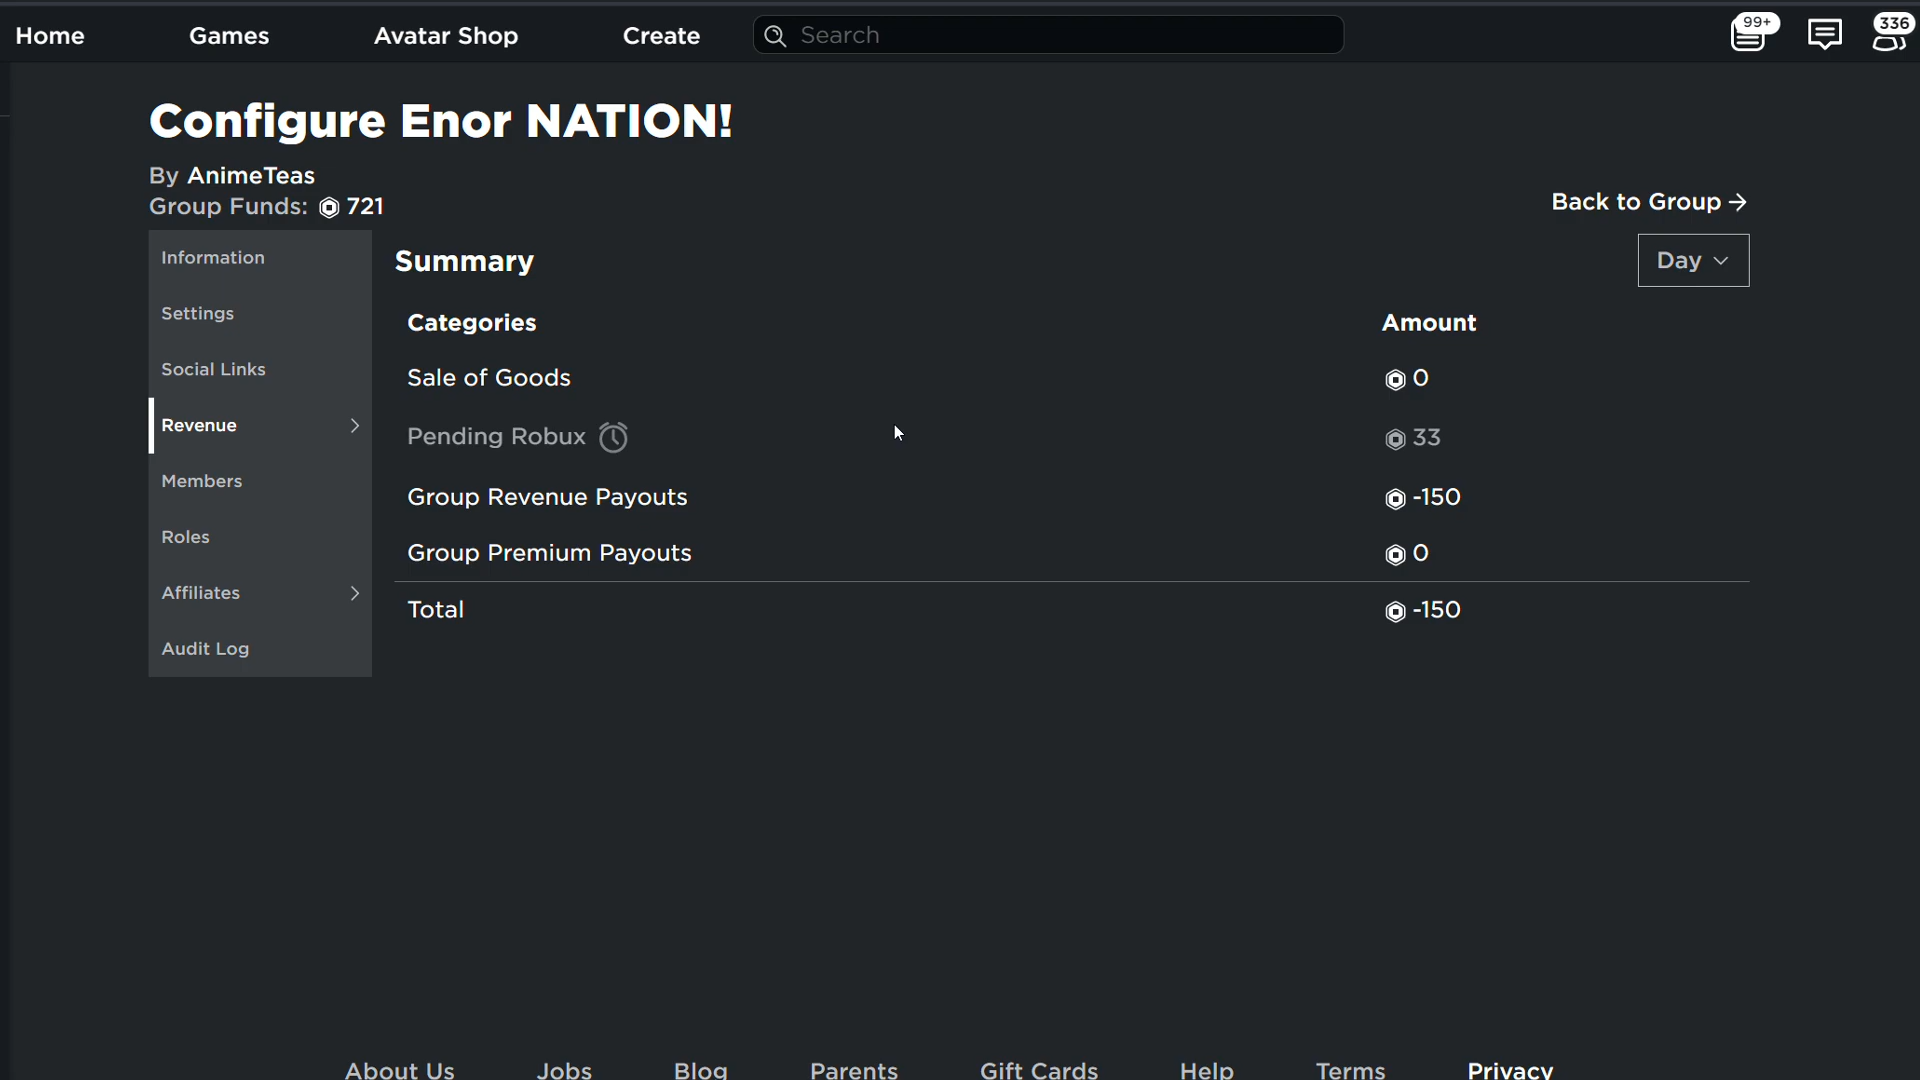 Home Games Avatar Shop Create Search 99+ 336
Configure Enor NATION!
By AnimeTeas
Group Funds: 721
Back to Group →
Information
Settings
Social Links
Revenue
Members
Roles
Affiliates
Audit Log
Summary Day
Categories Amount
Sale of Goods 0
Pending Robux 33
Group Revenue Payouts -150
Group Premium Payouts 0
Total -150
About Us Jobs Blog Parents Gift Cards Help Terms Privacy